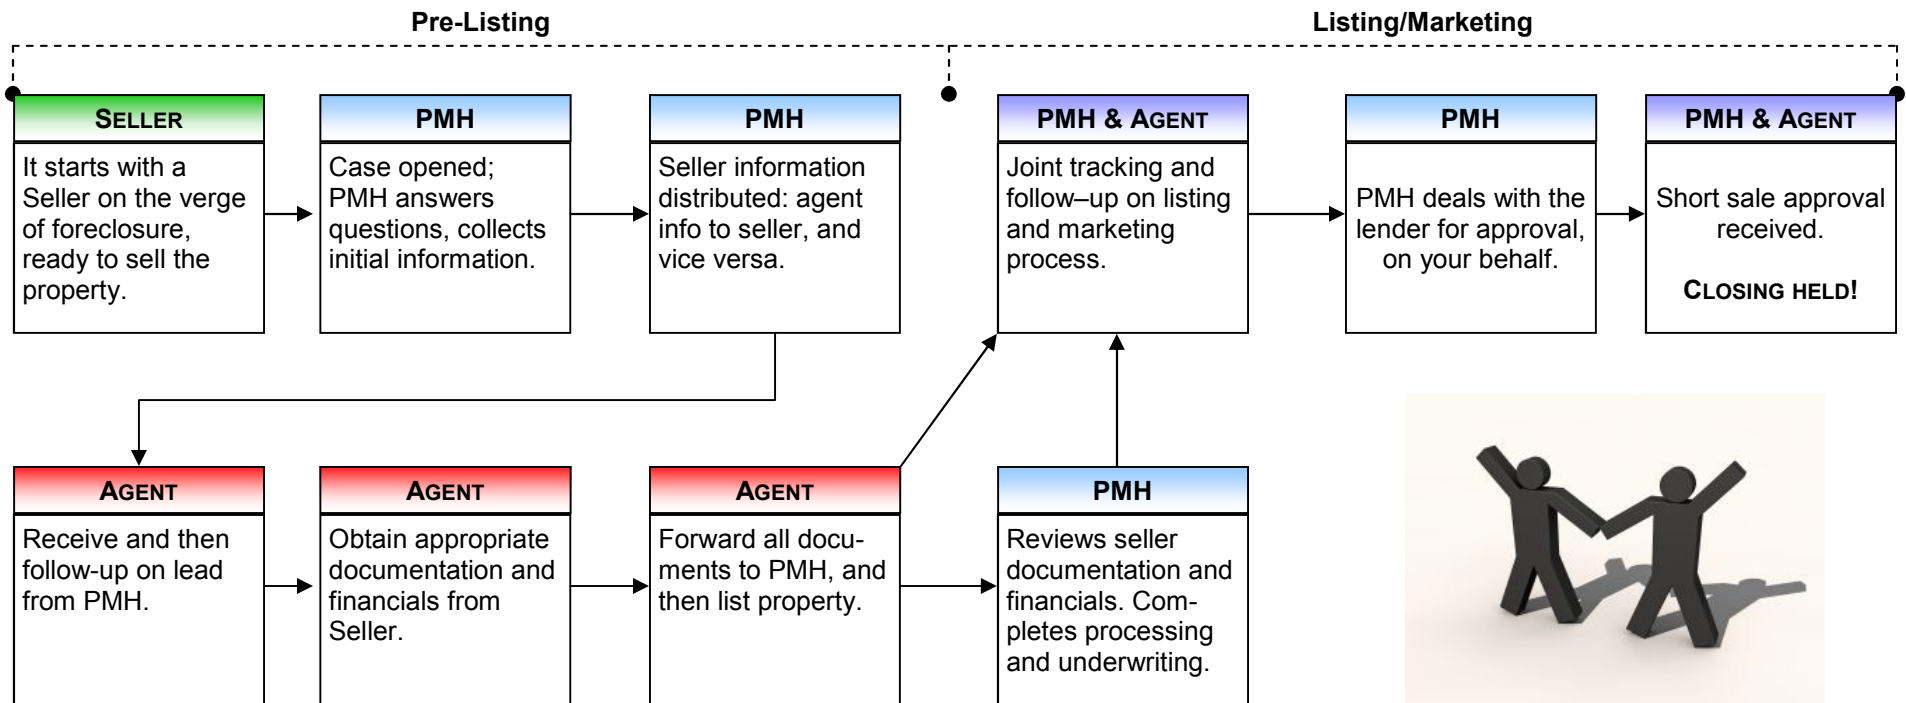 Pre-Listing
Listing/Marketing
SELLER
It starts with a
Seller on the verge
of foreclosure,
ready to sell the
property.
PMH
Case opened;
PMH answers
questions, collects
initial information.
PMH
Seller information
distributed: agent
info to seller, and
vice versa.
PMH & AGENT
Joint tracking and
follow–up on listing
and marketing
process.
PMH
PMH deals with the
lender for approval,
on your behalf.
PMH & AGENT
Short sale approval
received.
CLOSING HELD!
AGENT
Receive and then
follow-up on lead
from PMH.
AGENT
Obtain appropriate
documentation and
financials from
Seller.
AGENT
Forward all docu-
ments to PMH, and
then list property.
PMH
Reviews seller
documentation and
financials. Com-
pletes processing
and underwriting.